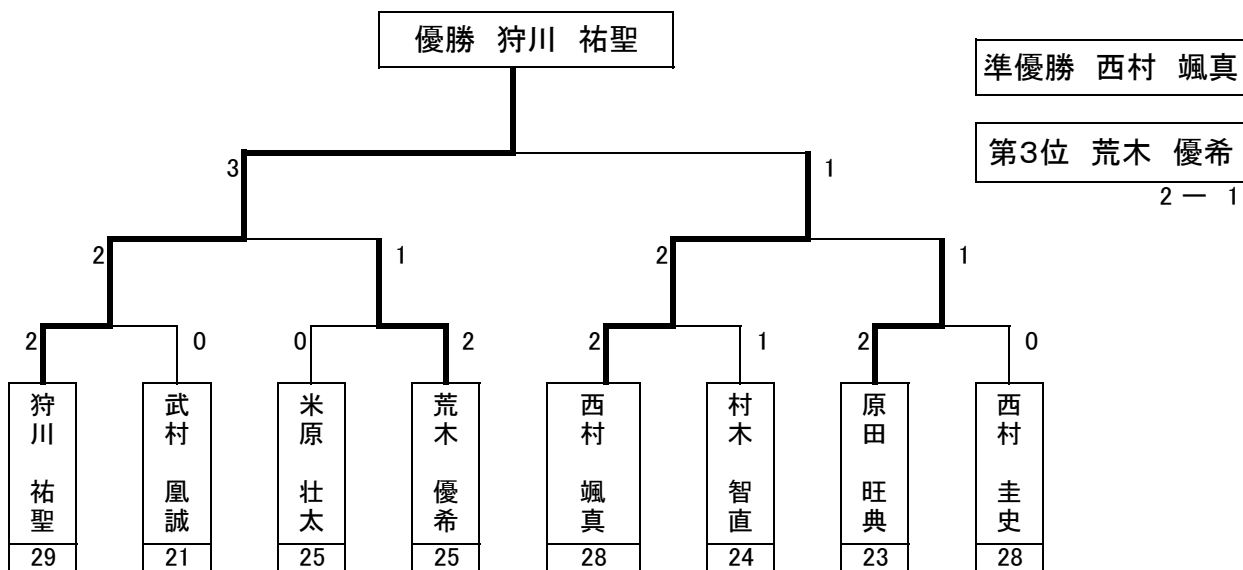 優勝 狩川 祐聖
準優勝 西村 颯真
第3位 荒木 優希
2 ー 1
3
1
2
1
2
1
2
0
0
2
2
1
2
0
狩川 祐聖
武村 凰誠
米原 壮太
荒木 優希
西村 颯真
村木 智直
原田 旺典
西村 圭史
29
21
25
25
28
24
23
28